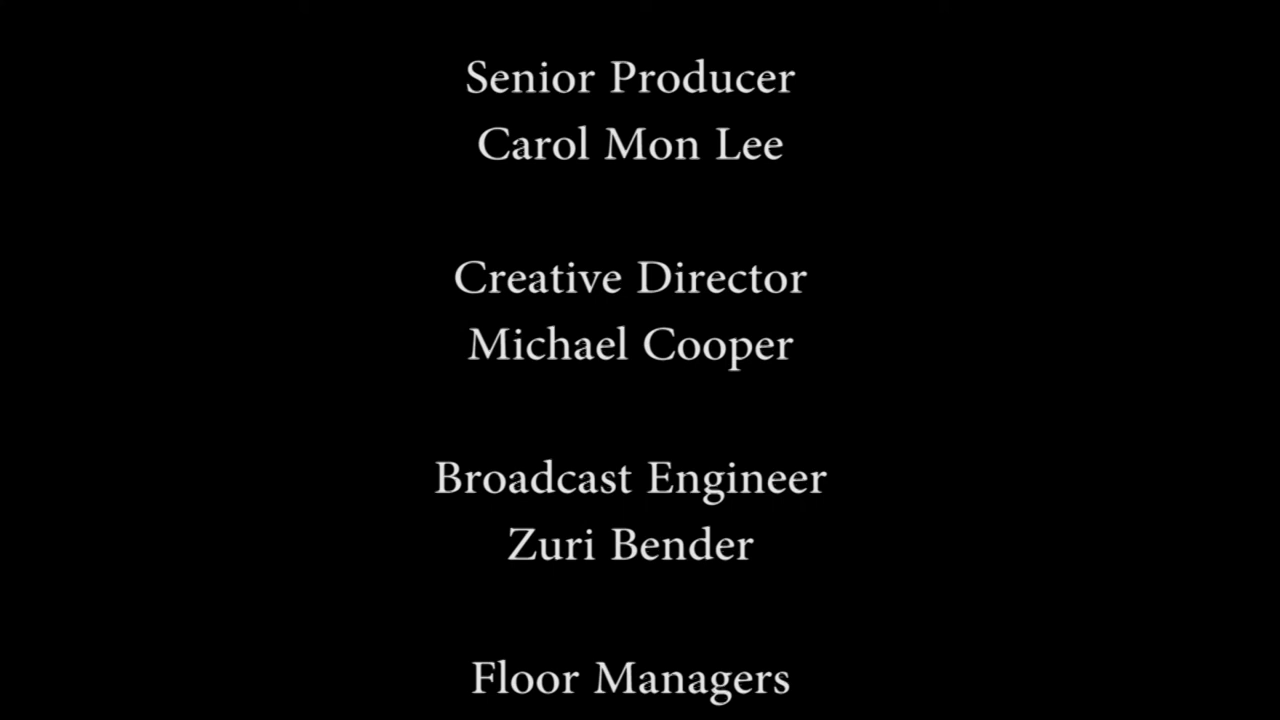 Senior Producer
Carol Mon Lee
Creative Director
Michael Cooper
Broadcast Engineer
Zuri Bender
Floor Managers